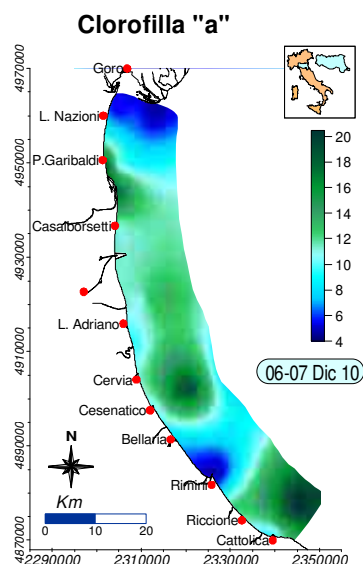 Clorofilla "a"
4970000
4950000
4930000
4910000
4890000
4870000
Goro
L. Nazioni
P.Garibaldi
Casalborsetti
L. Adriano
Cervia
Cesenatico
Bellaria
Rimini
Riccione
Cattolica
20
18
16
14
12
10
8
6
4
06-07 Dic 10
N
Km
0 10 20
2290000 2310000 2330000 2350000